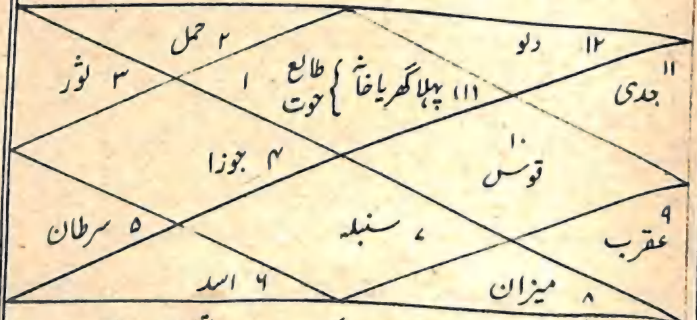 ۲ حمل
۱۲ دلو
۳ ثور
۱ پہلا گھر یا خانٔہ (۱۱) { طالع حوت
۱۱ جدی
۴ جوزا
۱۰ قوس
۵ سرطان
۷ سنبلہ
۹ عقرب
۶ اسد
۸ میزان